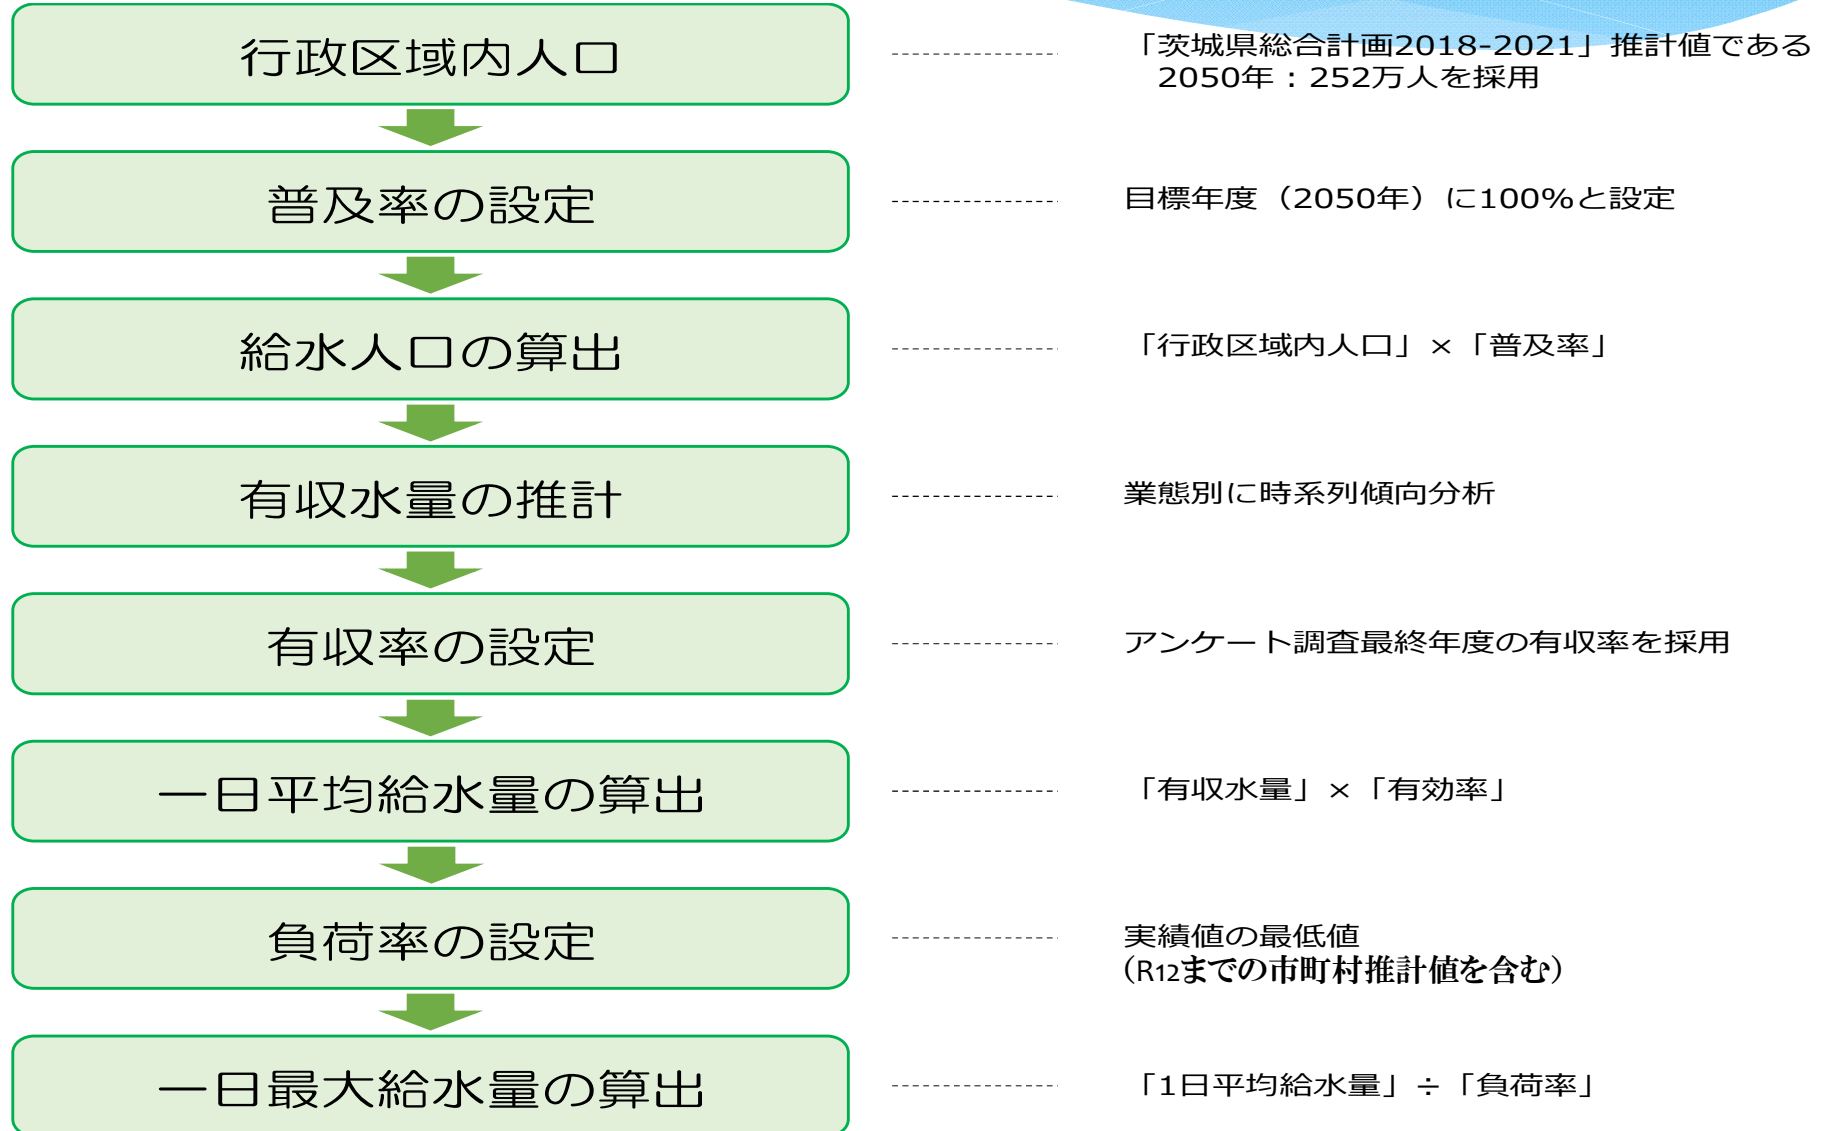 行政区域内人口
「茨城県総合計画2018-2021」推計値である
2050年：252万人を採用
普及率の設定
目標年度（2050年）に100%と設定
給水人口の算出
「行政区域内人口」×「普及率」
有収水量の推計
業態別に時系列傾向分析
有収率の設定
アンケート調査最終年度の有収率を採用
一日平均給水量の算出
「有収水量」×「有効率」
負荷率の設定
実績値の最低値
（R12までの市町村推計値を含む）
一日最大給水量の算出
「1日平均給水量」÷「負荷率」